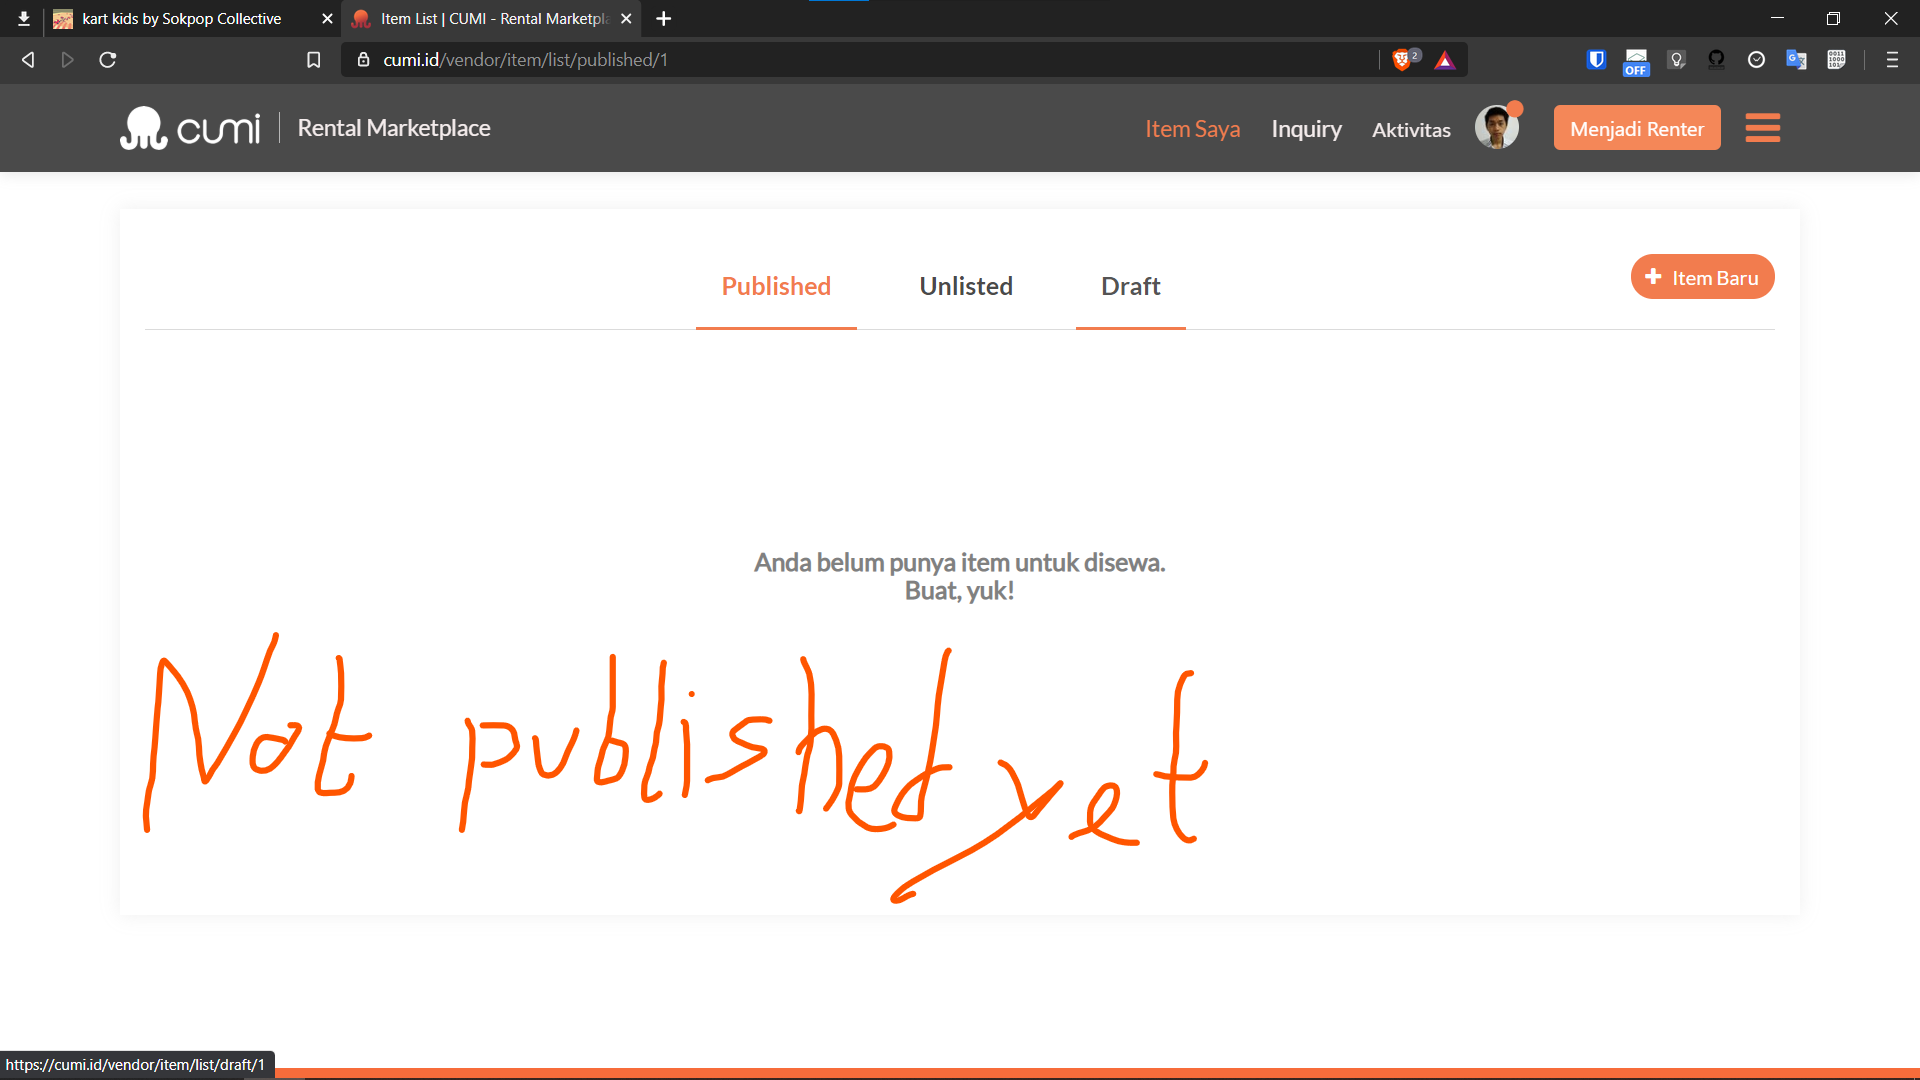 kart kids by Sokpop Collective
Item List | CUMI - Rental Marketpla
cumi.id/vendor/item/list/published/1
2
OFF
cumi
Rental Marketplace
Item Saya
Inquiry
Aktivitas
Menjadi Renter
Published
Unlisted
Draft
Item Baru
Anda belum punya item untuk disewa.
Buat, yuk!
Not published yet
https://cumi.id/vendor/item/list/draft/1